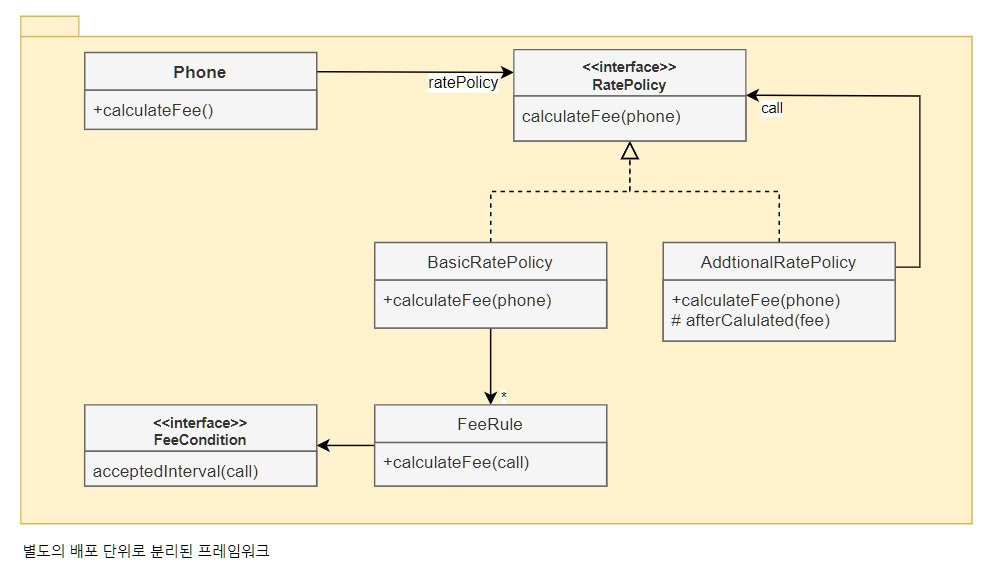 Phone
+calculateFee()
ratePolicy
<<interface>>
RatePolicy
calculateFee(phone)
call
BasicRatePolicy
+calculateFee(phone)
AddtionalRatePolicy
+calculateFee(phone)
# afterCalulated(fee)
*
<<interface>>
FeeCondition
acceptedInterval(call)
FeeRule
+calculateFee(call)
별도의 배포 단위로 분리된 프레임워크